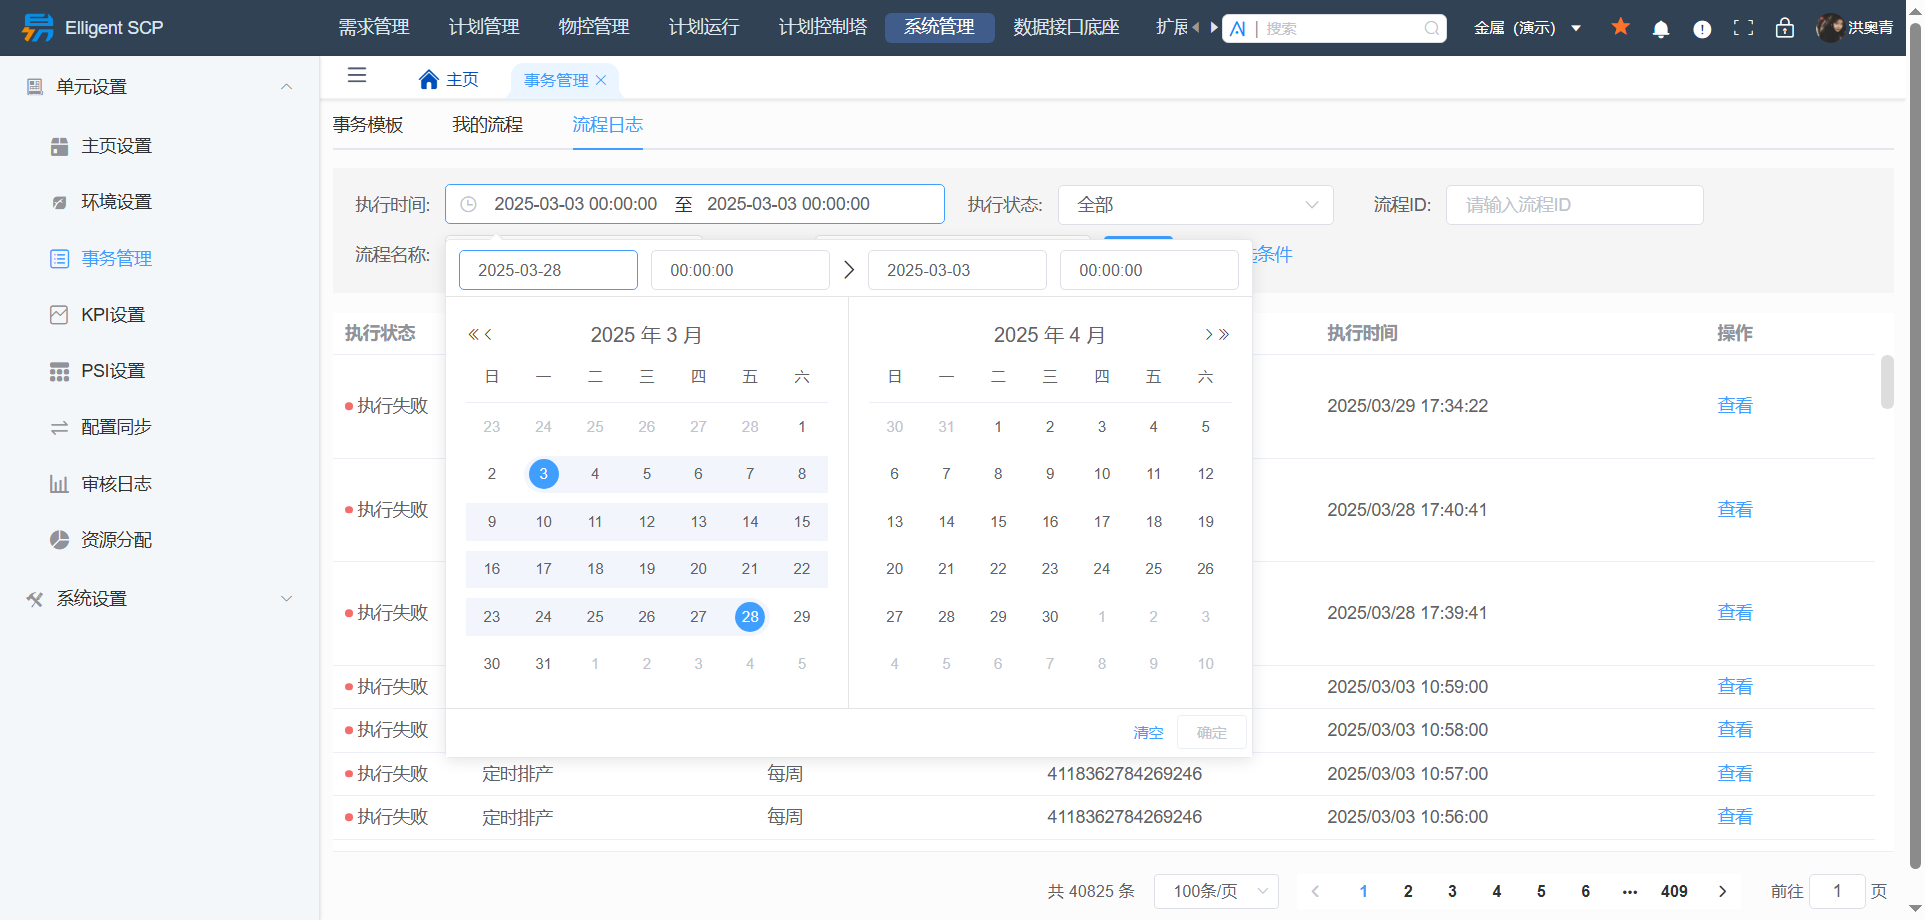 Elligent SCP
需求管理 计划管理 物控管理 计划运行 计划控制塔 系统管理 数据接口底座 扩展
AI | 搜索
金属 (演示)
洪奥青
单元设置
主页设置
环境设置
事务管理
KPI设置
PSI设置
配置同步
审核日志
资源分配
系统设置
主页 事务管理
事务模板 我的流程 流程日志
执行时间: 2025-03-03 00:00:00 至 2025-03-03 00:00:00 执行状态: 全部 流程ID: 请输入流程ID
流程名称: 条件
2025-03-28 00:00:00 2025-03-03 00:00:00
2025 年 3 月
日 一 二 三 四 五 六
23 24 25 26 27 28 1
2 3 4 5 6 7 8
9 10 11 12 13 14 15
16 17 18 19 20 21 22
23 24 25 26 27 28 29
30 31 1 2 3 4 5
2025 年 4 月
日 一 二 三 四 五 六
30 31 1 2 3 4 5
6 7 8 9 10 11 12
13 14 15 16 17 18 19
20 21 22 23 24 25 26
27 28 29 30 1 2 3
4 5 6 7 8 9 10
清空 确定
执行状态 执行时间 操作
执行失败 2025/03/29 17:34:22 查看
执行失败 2025/03/28 17:40:41 查看
执行失败 2025/03/28 17:39:41 查看
执行失败 2025/03/03 10:59:00 查看
执行失败 2025/03/03 10:58:00 查看
执行失败 定时排产 每周 4118362784269246 2025/03/03 10:57:00 查看
执行失败 定时排产 每周 4118362784269246 2025/03/03 10:56:00 查看
共 40825 条 100条/页 1 2 3 4 5 6 ··· 409 前往 1 页